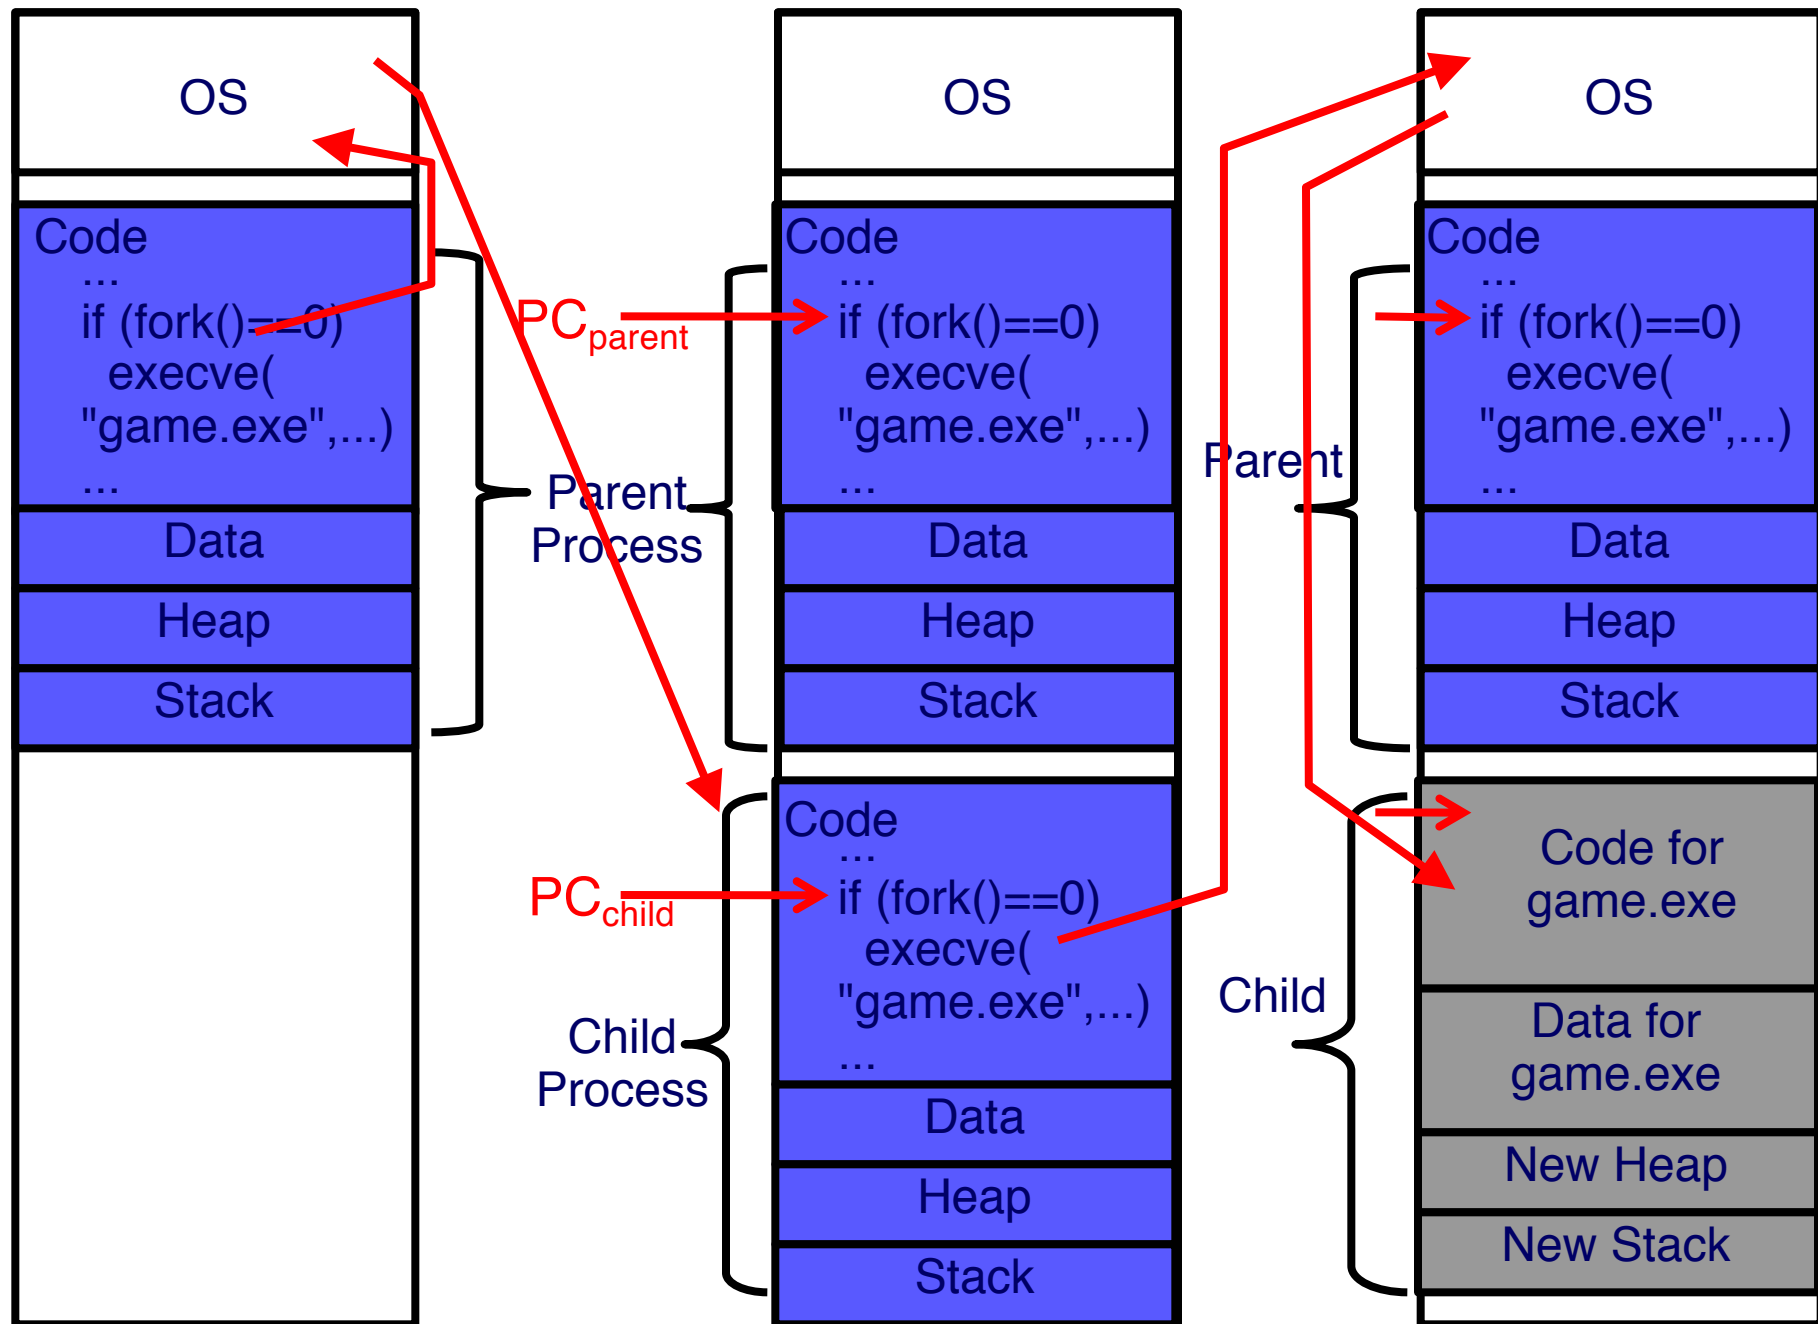 OS
Code
...
if (fork()==0)
execve(
"game.exe",...)
...
Data
Heap
Stack
Parent
Process
OS
PCparent
Code
...
if (fork()==0)
execve(
"game.exe",...)
...
Data
Heap
Stack
PCchild
Child
Process
Code
...
if (fork()==0)
execve(
"game.exe",...)
...
Data
Heap
Stack
OS
Parent
Code
...
if (fork()==0)
execve(
"game.exe",...)
...
Data
Heap
Stack
Child
Code for
game.exe
Data for
game.exe
New Heap
New Stack